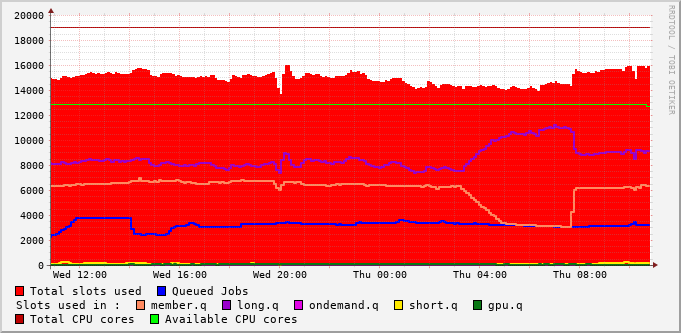 RRDTOOL / TOBI OETIKER
20000
18000
16000
14000
12000
10000
8000
6000
4000
2000
0
Wed 12:00 Wed 16:00 Wed 20:00 Thu 00:00 Thu 04:00 Thu 08:00
Total slots used Queued Jobs
Slots used in : member.q long.q ondemand.q short.q gpu.q
Total CPU cores Available CPU cores